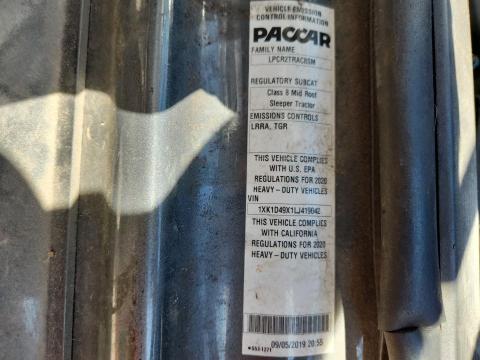 VEHICLE EMISSION
CONTROL INFORMATION
PACCAR
FAMILY NAME
LPCR2TRAC8SM
REGULATORY SUBCAT
Class 8 Mid Roof
Sleeper Tractor
EMISSIONS CONTROLS
LRRA, TGR
THIS VEHICLE COMPLIES
WITH U.S. EPA
REGULATIONS FOR 2020
HEAVY-DUTY VEHICLES
VIN
1XK1D49X1LJ419042
THIS VEHICLE COMPLIES
WITH CALIFORNIA
REGULATIONS FOR 2020
HEAVY-DUTY VEHICLES
09/05/2019 20:55